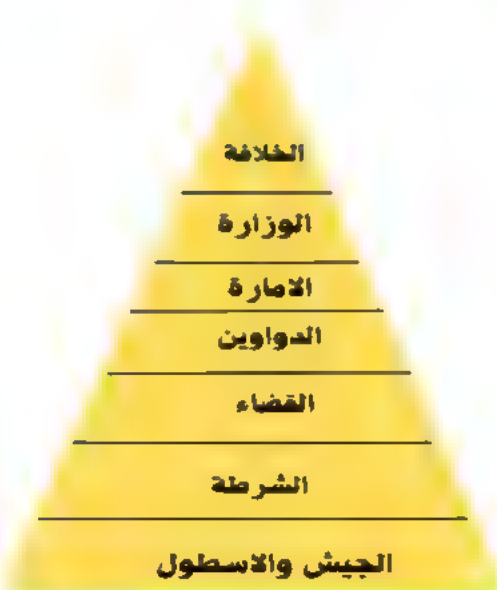 الخلافة
الوزارة
الامارة
الدواوين
القضاء
الشرطة
الجيش والاسطول